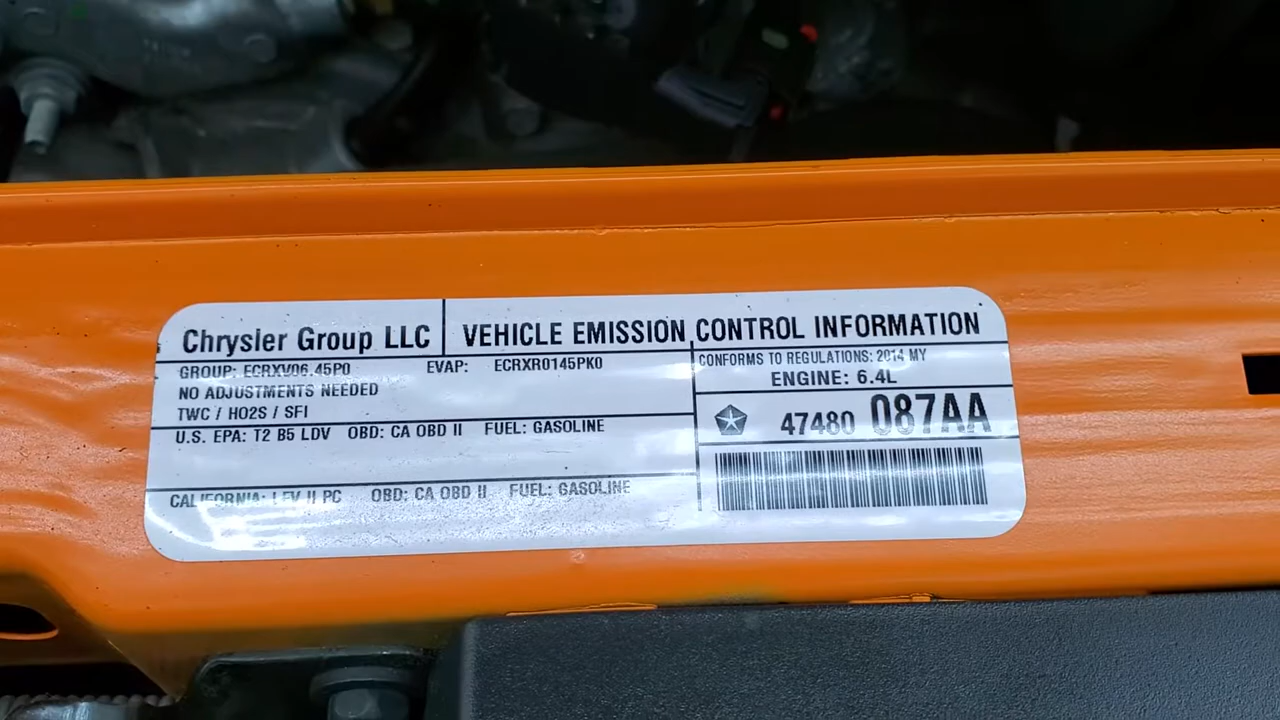 Chrysler Group LLC VEHICLE EMISSION CONTROL INFORMATION
GROUP: ECRXV06.45P0 EVAP: ECRXR0145PK0
NO ADJUSTMENTS NEEDED
TWC / HO2S / SFI
U.S. EPA: T2 B5 LDV OBD: CA OBD II FUEL: GASOLINE
CALIFORNIA: LEV II PC OBD: CA OBD II FUEL: GASOLINE
CONFORMS TO REGULATIONS: 2014 MY
ENGINE: 6.4L
47480 087AA